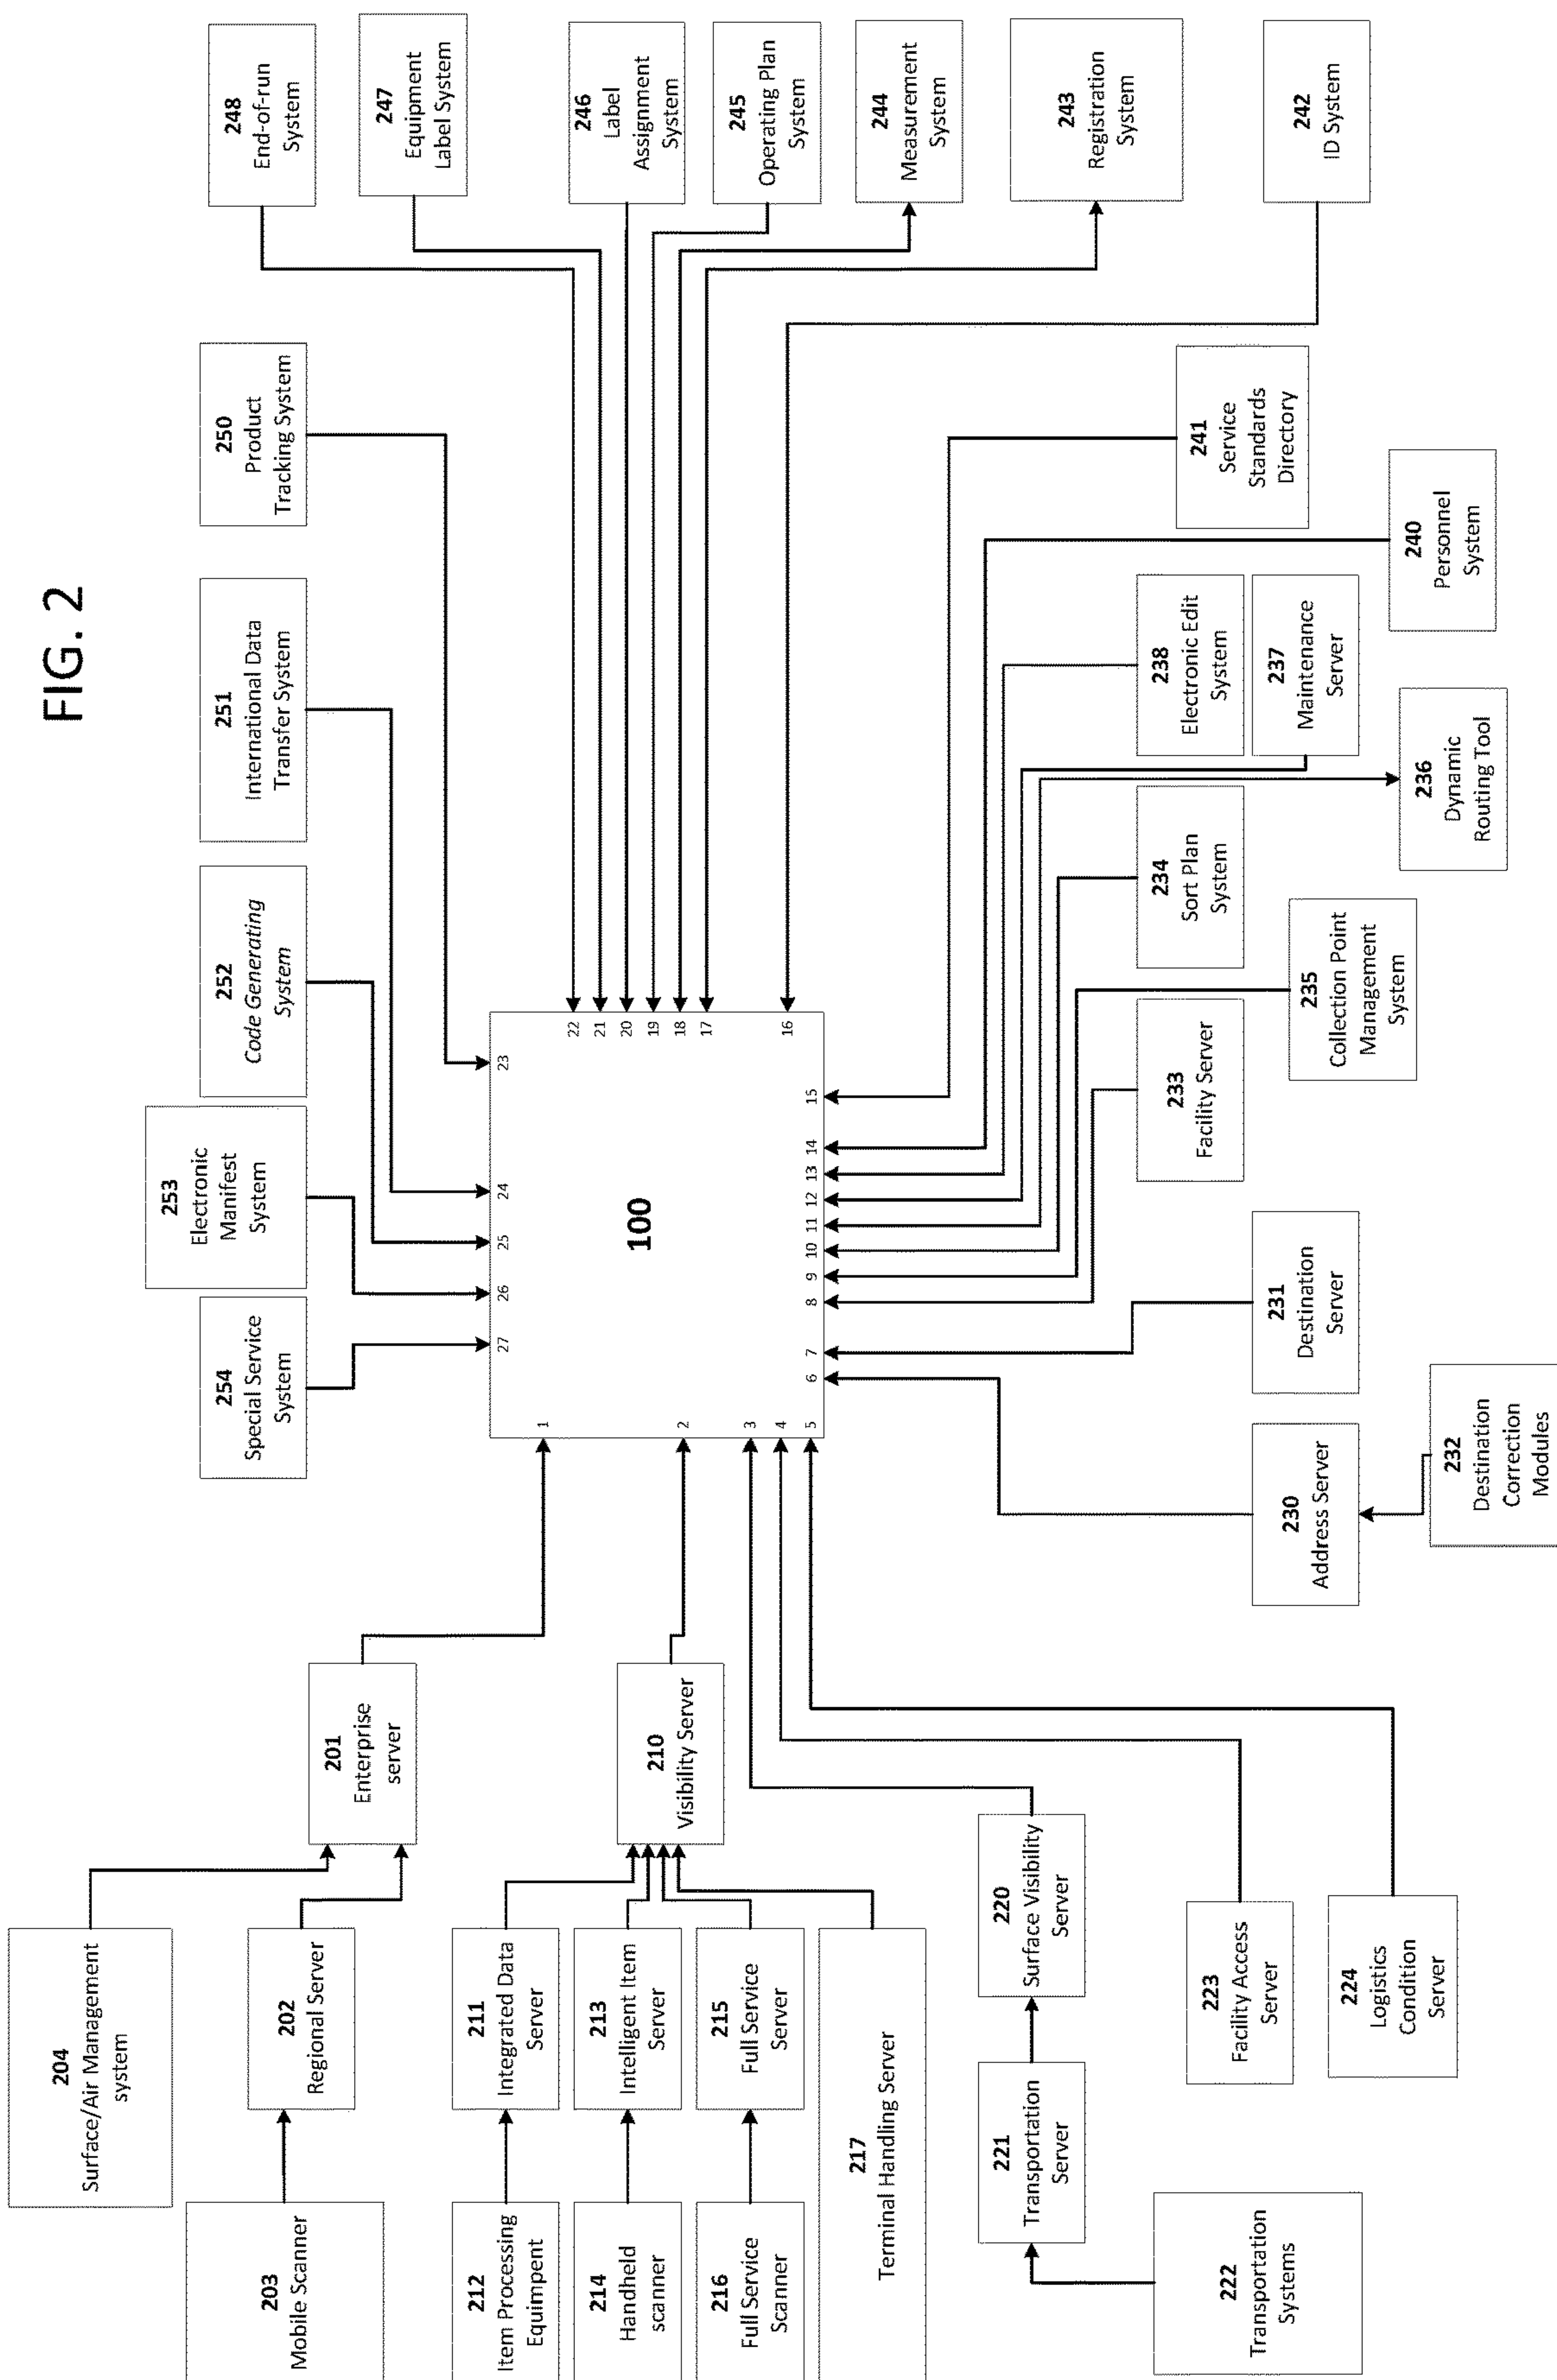 FIG. 2
204
Surface/Air Management
system
203
Mobile Scanner
202
Regional Server
201
Enterprise
server
212
Item Processing
Equimpent
211
Integrated Data
Server
214
Handheld
scanner
213
Intelligent Item
Server
216
Full Service
Scanner
215
Full Service
Server
217
Terminal Handling Server
210
Visibility Server
222
Transportation
Systems
221
Transportation
Server
220
Surface Visibility
Server
223
Facility Access
Server
224
Logistics
Condition
Server
254
Special Service
System
253
Electronic
Manifest
System
252
Code Generating
System
251
International Data
Transfer System
250
Product
Tracking System
248
End-of-run
System
247
Equipment
Label System
246
Label
Assignment
System
245
Operating Plan
System
244
Measurement
System
243
Registration
System
242
ID System
100
1
2
3
4
5
6
7
8
9
10
11
12
13
14
15
16
17
18
19
20
21
22
23
24
25
26
27
230
Address Server
232
Destination
Correction
Modules
231
Destination
Server
233
Facility Server
235
Collection Point
Management
System
234
Sort Plan
System
236
Dynamic
Routing Tool
237
Maintenance
Server
238
Electronic Edit
System
240
Personnel
System
241
Service
Standards
Directory